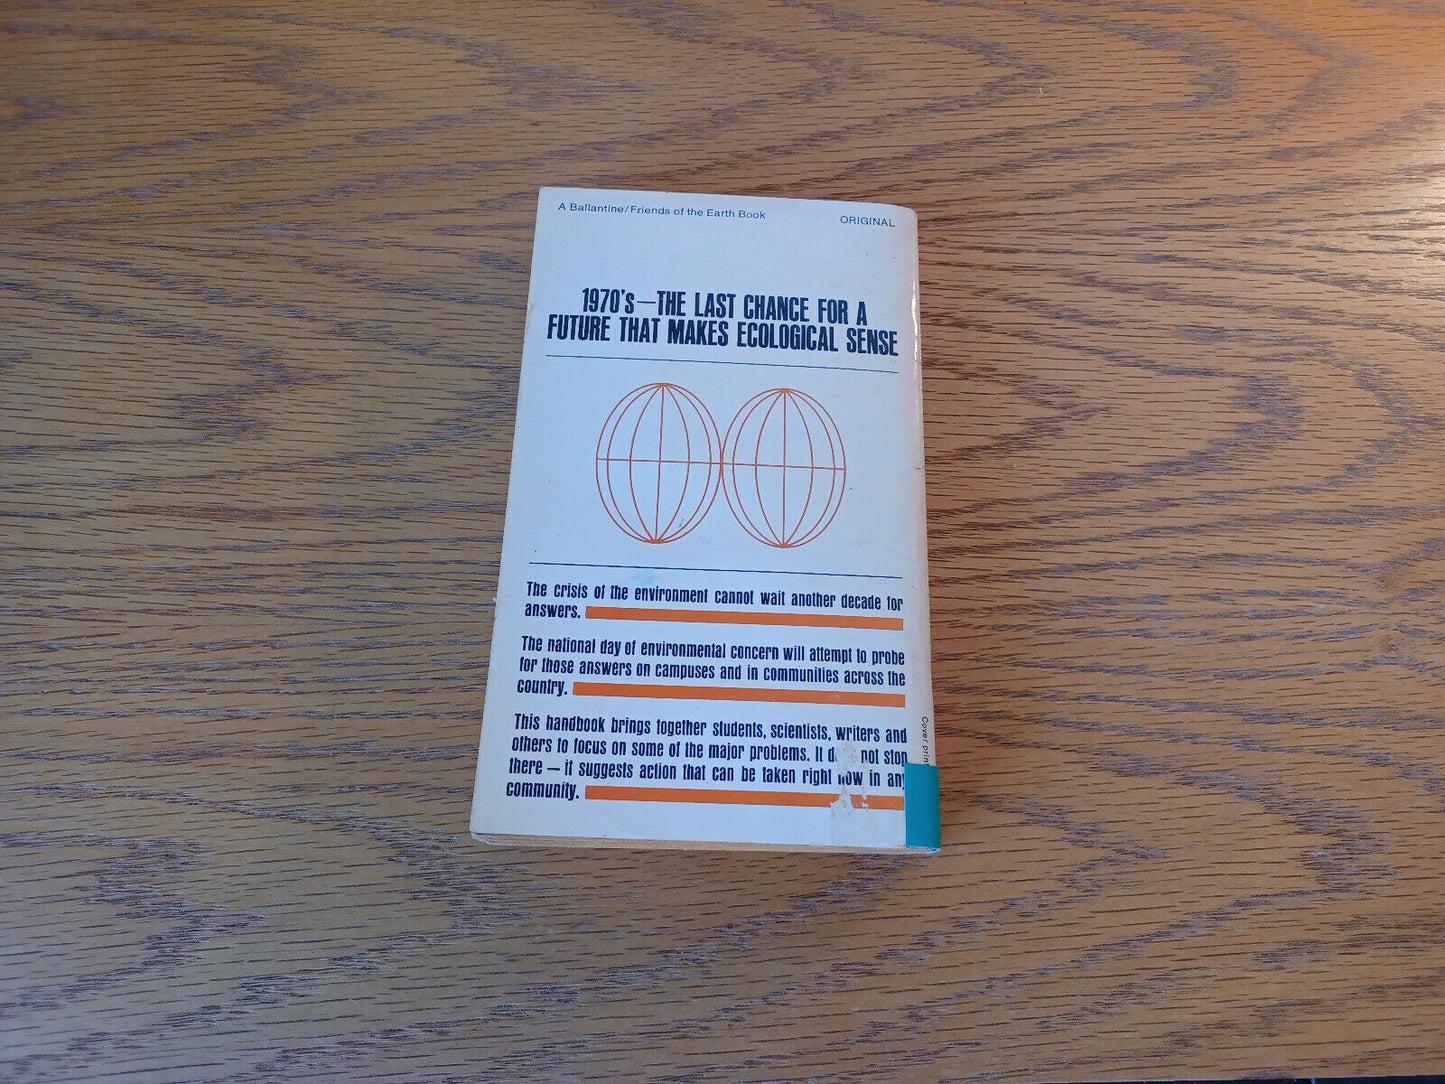 A Ballantine/Friends of the Earth Book
ORIGINAL
1970's—THE LAST CHANCE FOR A
FUTURE THAT MAKES ECOLOGICAL SENSE
The crisis of the environment cannot wait another decade for
answers.
The national day of environmental concern will attempt to probe
for those answers on campuses and in communities across the
country.
This handbook brings together students, scientists, writers and
others to focus on some of the major problems. It not stop
there — it suggests action that can be taken right now in any
community.
Cover